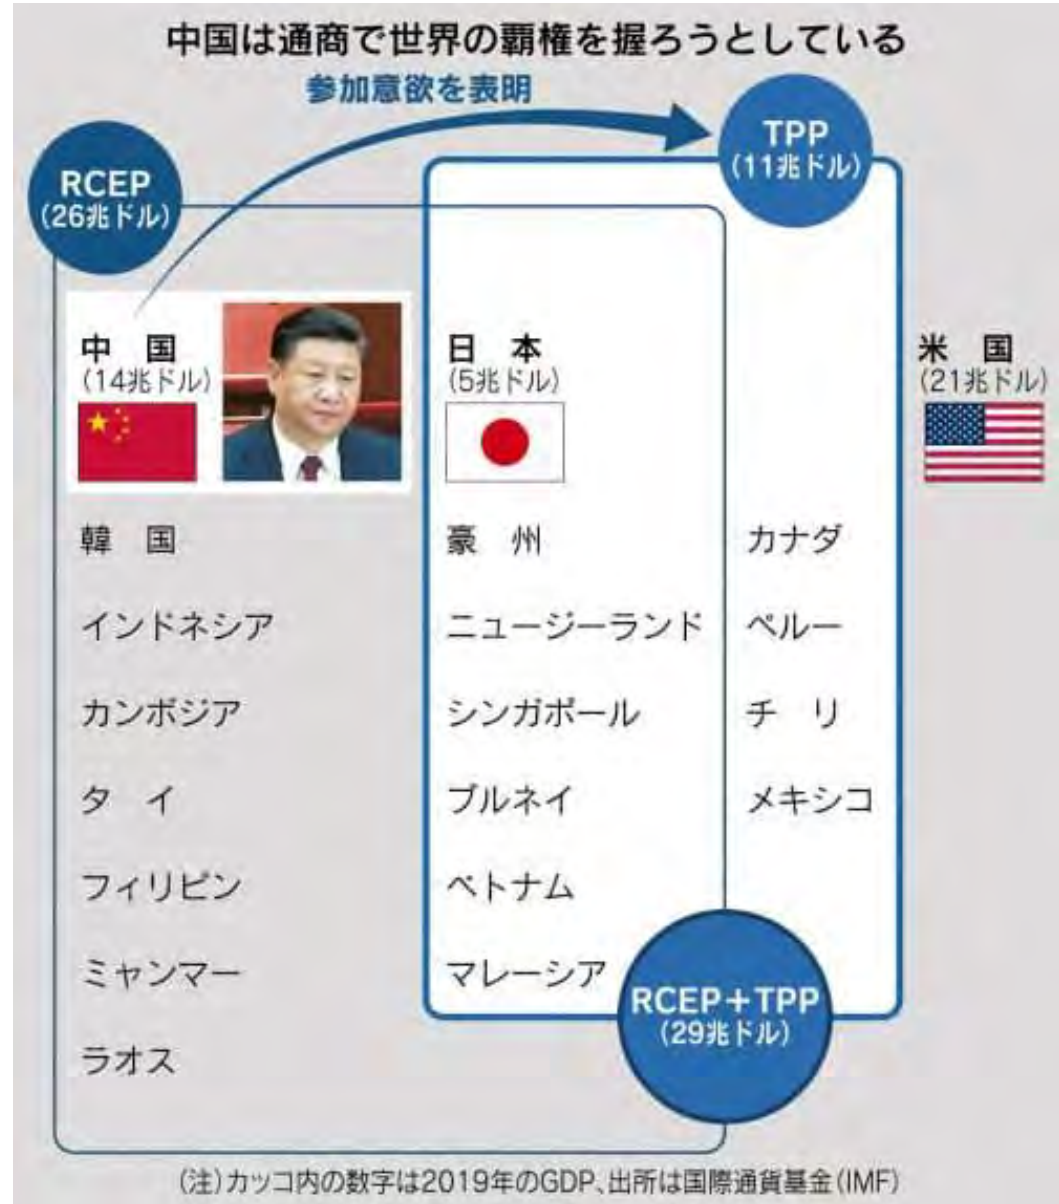 中国は通商で世界の覇権を握ろうとしている
参加意欲を表明
TPP
(11兆ドル)
RCEP
(26兆ドル)
中 国
(14兆ドル)
日 本
(5兆ドル)
米 国
(21兆ドル)
韓 国
豪 州
カナダ
インドネシア
ニュージーランド
ペルー
カンボジア
シンガポール
チ リ
タ イ
ブルネイ
メキシコ
フィリピン
ベトナム
ミャンマー
マレーシア
RCEP+TPP
(29兆ドル)
ラオス
(注)カッコ内の数字は2019年のGDP、出所は国際通貨基金(IMF)